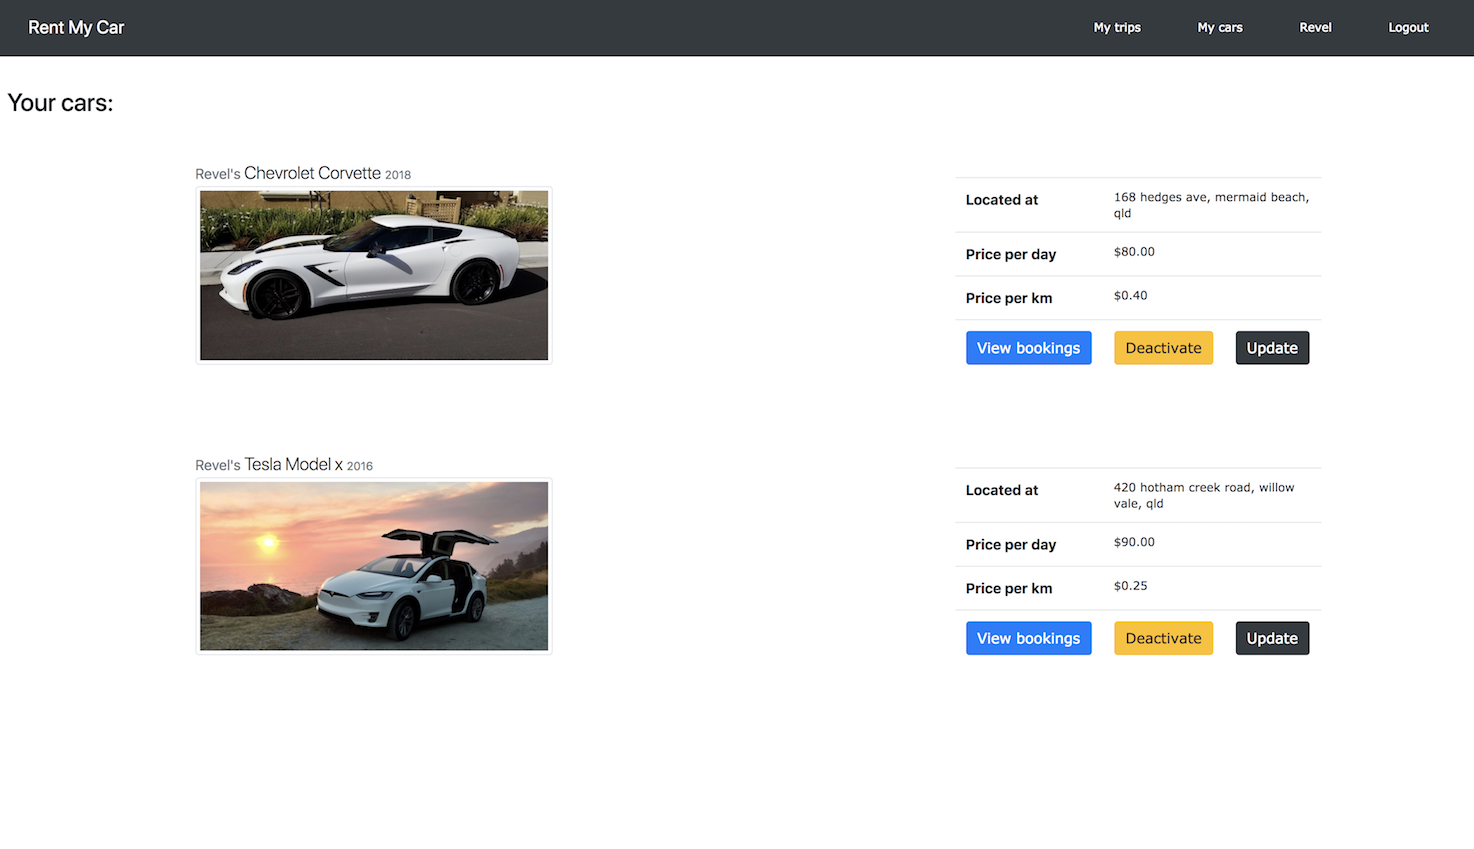 Rent My Car
My trips
My cars
Revel
Logout
Your cars:
Revel's Chevrolet Corvette 2018
Located at
168 hedges ave, mermaid beach,
qld
Price per day
$80.00
Price per km
$0.40
View bookings
Deactivate
Update
Revel's Tesla Model x 2016
Located at
420 hotham creek road, willow
vale, qld
Price per day
$90.00
Price per km
$0.25
View bookings
Deactivate
Update